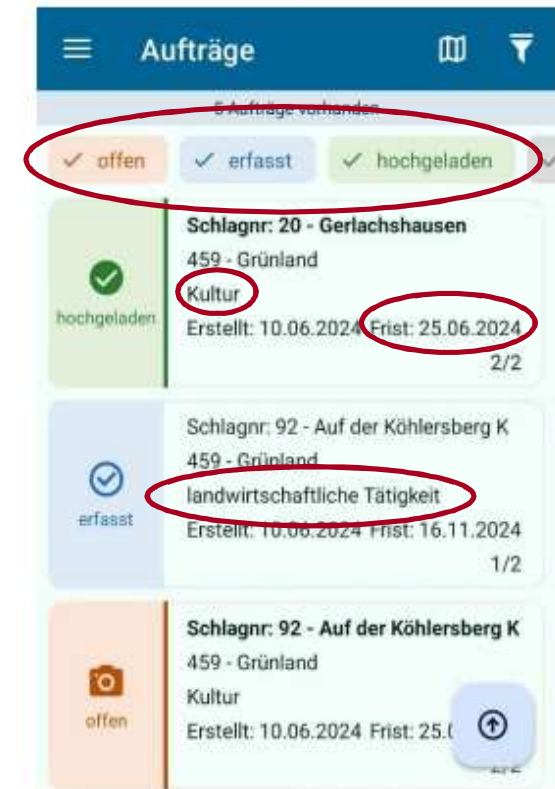 Aufträge
5 Aufträge vorhanden
offen erfasst hochgeladen
Schlagnr: 20 - Gerlachshausen
459 - Grünland
Kultur
hochgeladen
Erstellt: 10.06.2024 Frist: 25.06.2024
2/2
Schlagnr: 92 - Auf der Köhlersberg K
459 - Grünland
landwirtschaftliche Tätigkeit
erfasst
Erstellt: 10.06.2024 Frist: 16.11.2024
1/2
Schlagnr: 92 - Auf der Köhlersberg K
459 - Grünland
Kultur
offen
Erstellt: 10.06.2024 Frist: 25.